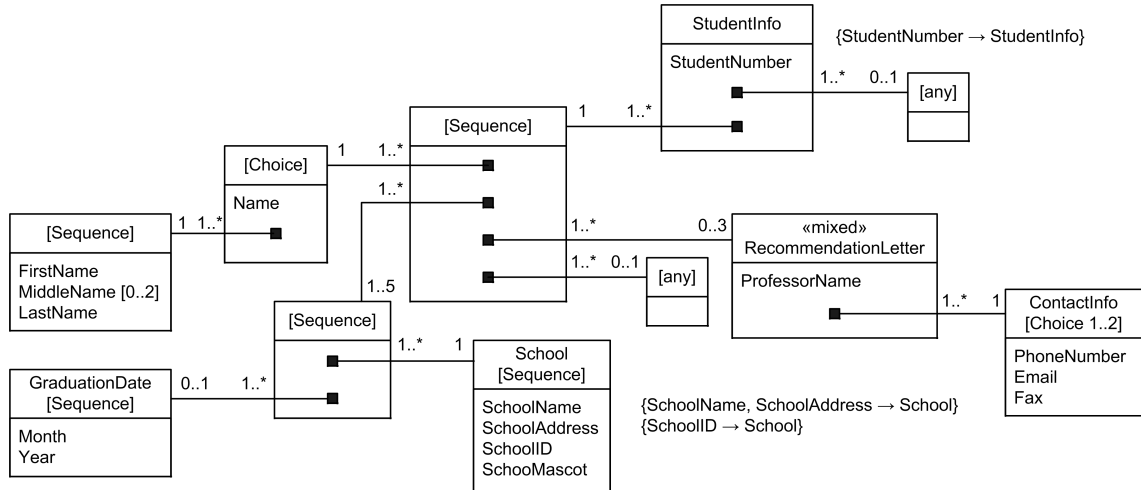 StudentInfo
{StudentNumber → StudentInfo}
StudentNumber
1..*
0..1
[any]
[Sequence]
1
1..*
[Choice]
1
1..*
1..*
Name
1
1..*
[Sequence]
FirstName
MiddleName [0..2]
LastName
1..*
0..3
«mixed»
RecommendationLetter
1..*
0..1
[any]
ProfessorName
1..*
1
ContactInfo
[Choice 1..2]
PhoneNumber
Email
Fax
1..5
[Sequence]
1..*
1
School
[Sequence]
SchoolName
SchoolAddress
SchoolID
SchooMascot
{SchoolName, SchoolAddress → School}
{SchoolID → School}
GraduationDate
[Sequence]
0..1
1..*
Month
Year